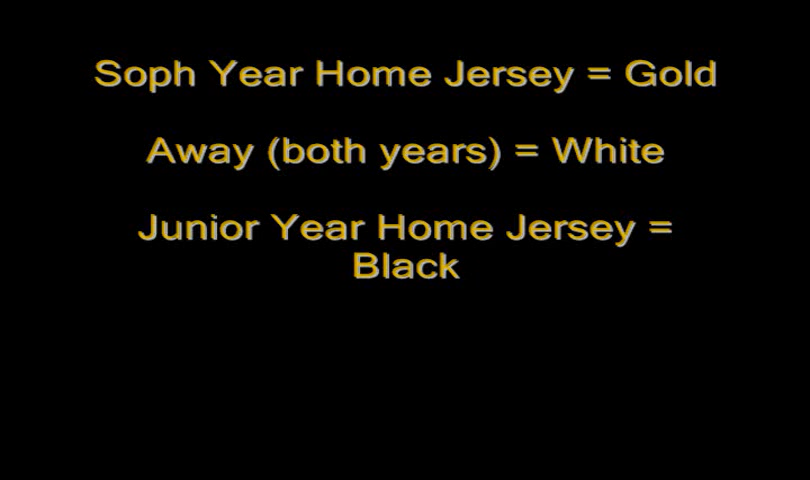 Soph Year Home Jersey = Gold
Away (both years) = White
Junior Year Home Jersey =
Black